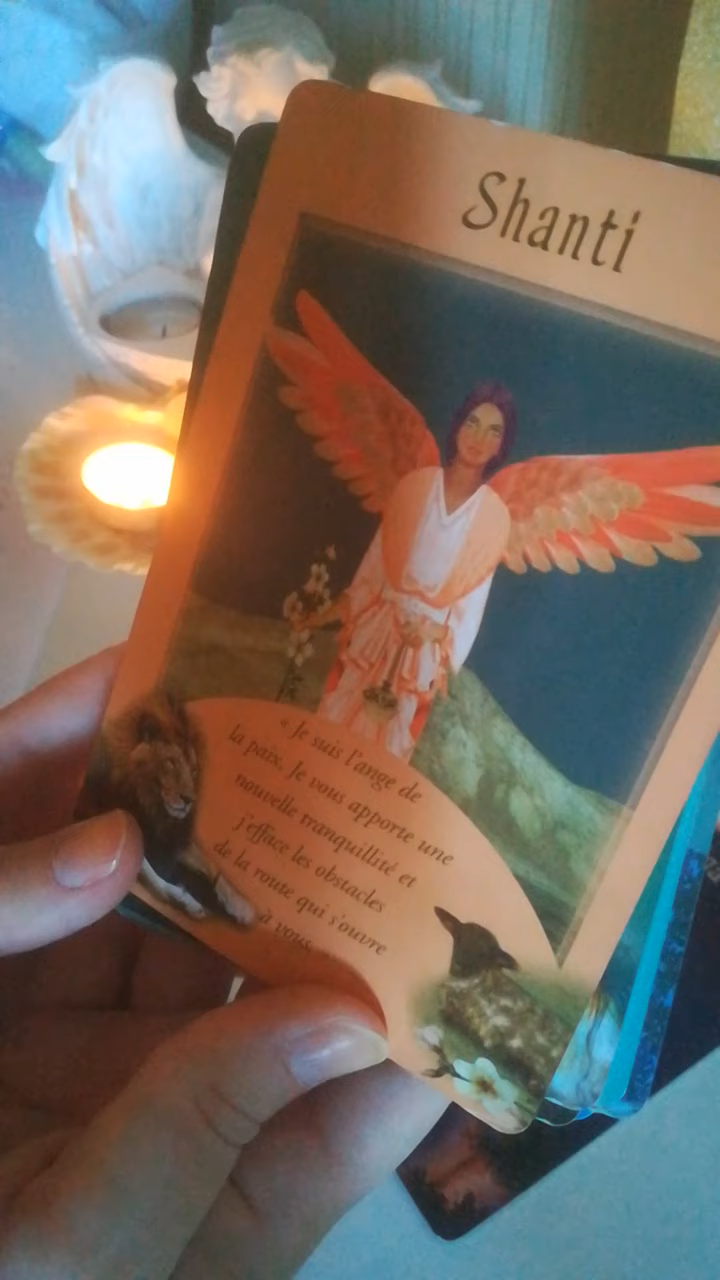 Shanti
« Je suis l'ange de
la paix. Je vous apporte une
nouvelle tranquillité et
j'efface les obstacles
de la route qui s'ouvre
à vous.